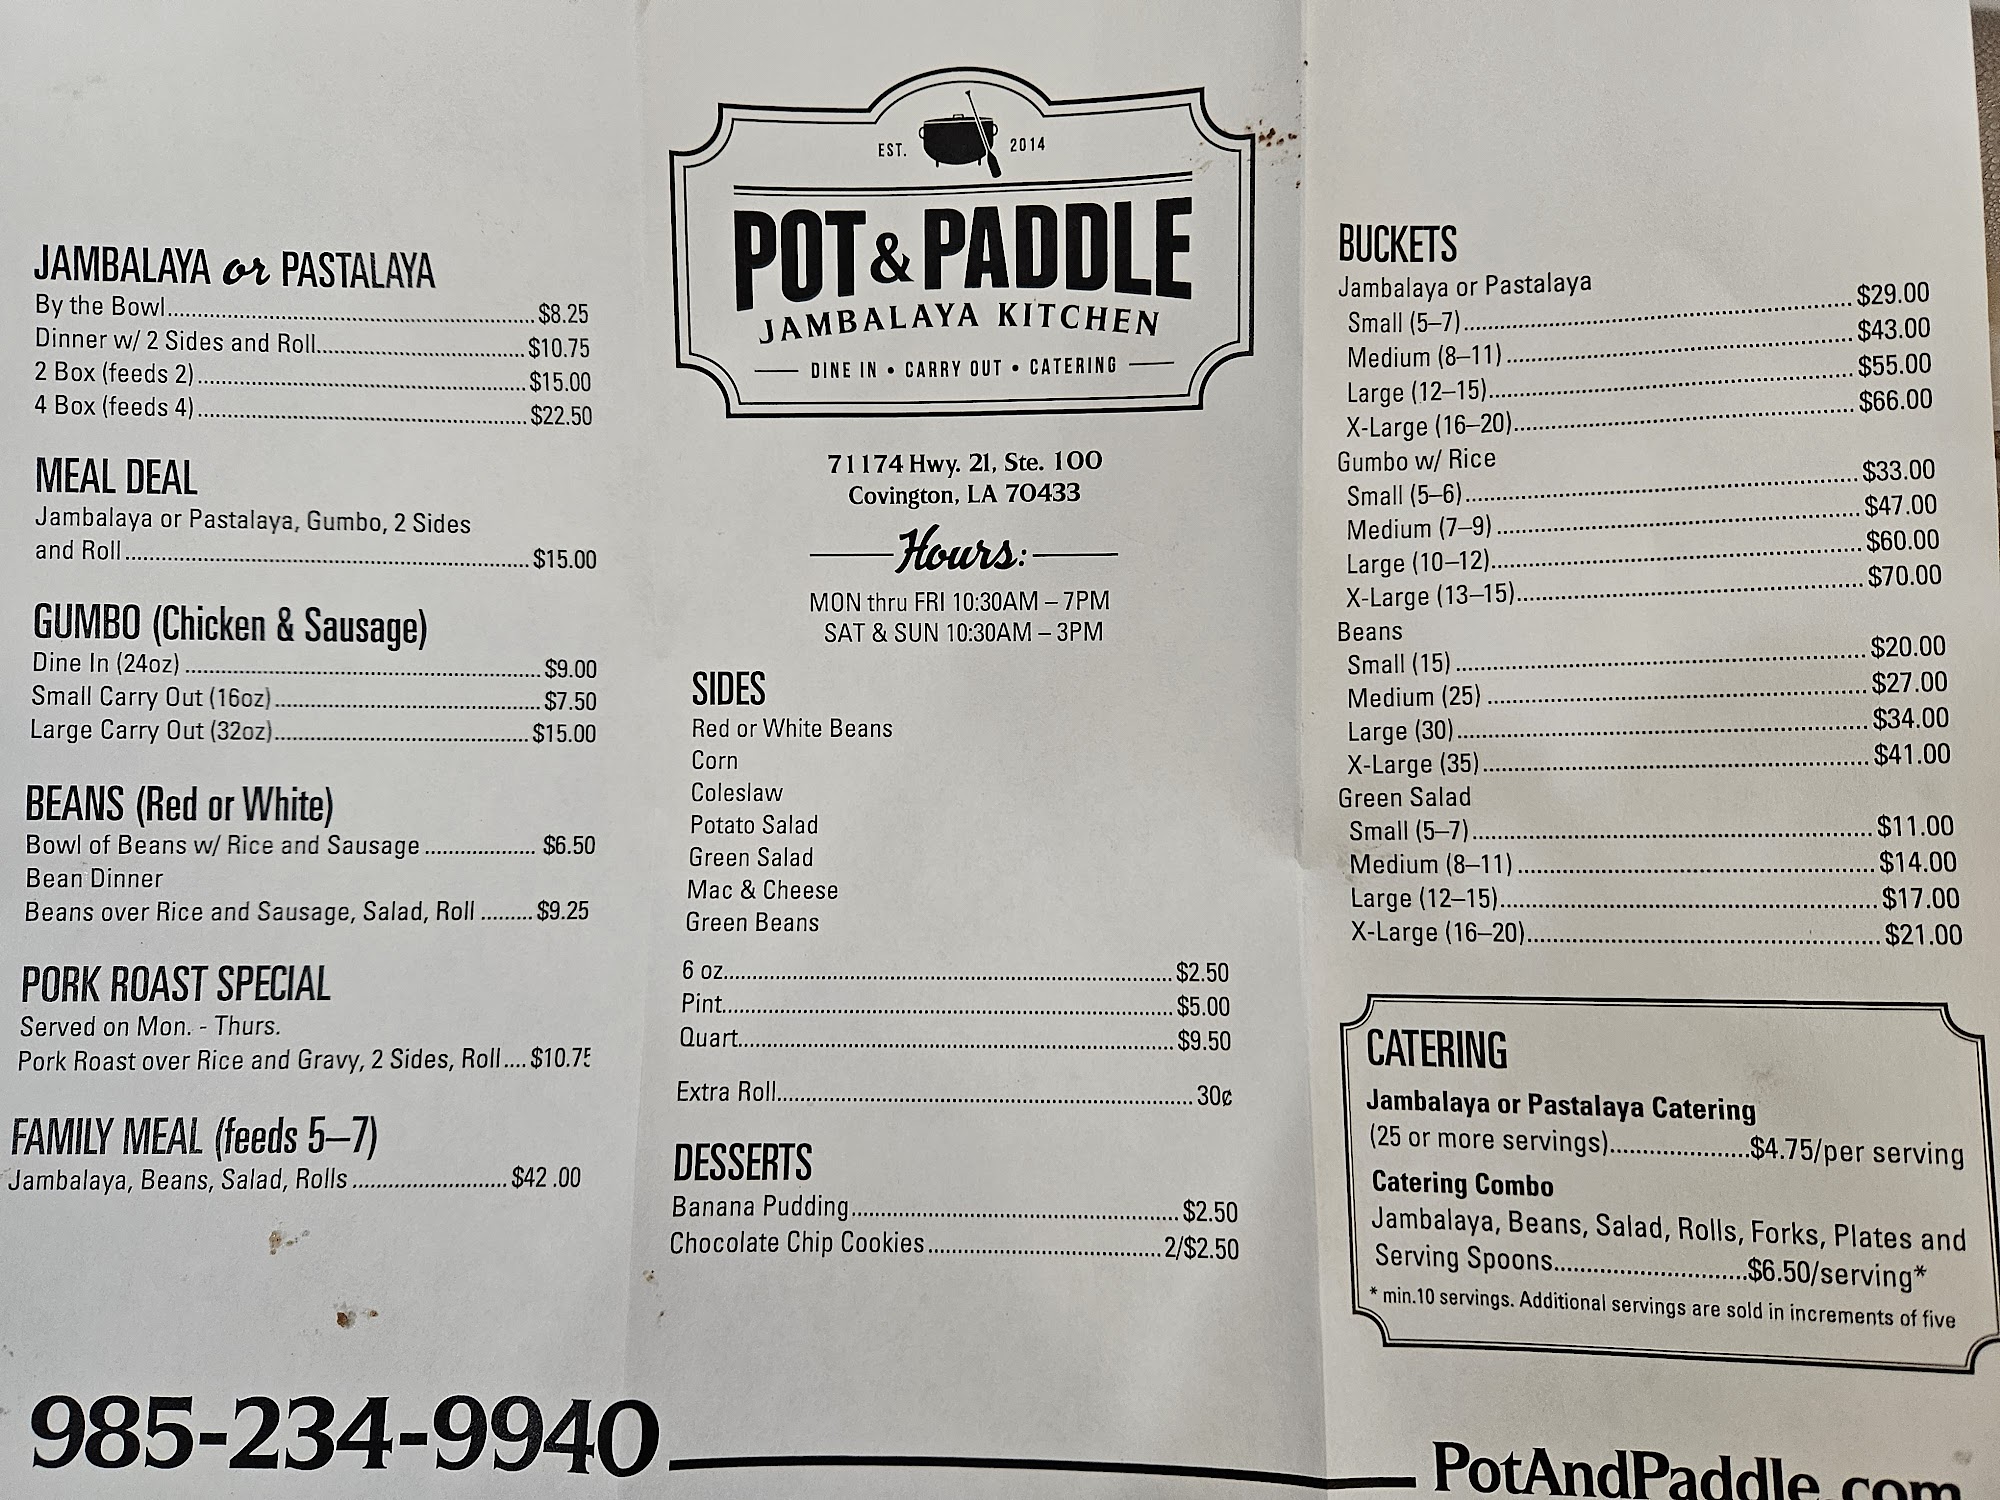 JAMBALAYA or PASTALAYA
By the Bowl $8.25
Dinner w/ 2 Sides and Roll $10.75
2 Box (feeds 2) $15.00
4 Box (feeds 4) $22.50
MEAL DEAL
Jambalaya or Pastalaya, Gumbo, 2 Sides
and Roll $15.00
GUMBO (Chicken & Sausage)
Dine In (24oz) $9.00
Small Carry Out (16oz) $7.50
Large Carry Out (32oz) $15.00
BEANS (Red or White)
Bowl of Beans w/ Rice and Sausage $6.50
Bean Dinner
Beans over Rice and Sausage, Salad, Roll $9.25
PORK ROAST SPECIAL
Served on Mon. - Thurs.
Pork Roast over Rice and Gravy, 2 Sides, Roll $10.75
FAMILY MEAL (feeds 5–7)
Jambalaya, Beans, Salad, Rolls $42.00
985-234-9940
EST. 2014
POT & PADDLE
JAMBALAYA KITCHEN
DINE IN • CARRY OUT • CATERING
71174 Hwy. 21, Ste. 100
Covington, LA 70433
Hours:
MON thru FRI 10:30AM – 7PM
SAT & SUN 10:30AM – 3PM
SIDES
Red or White Beans
Corn
Coleslaw
Potato Salad
Green Salad
Mac & Cheese
Green Beans
6 oz $2.50
Pint $5.00
Quart $9.50
Extra Roll 30¢
DESSERTS
Banana Pudding $2.50
Chocolate Chip Cookies 2/$2.50
BUCKETS
Jambalaya or Pastalaya
Small (5–7) $29.00
Medium (8–11) $43.00
Large (12–15) $55.00
X-Large (16–20) $66.00
Gumbo w/ Rice
Small (5–6) $33.00
Medium (7–9) $47.00
Large (10–12) $60.00
X-Large (13–15) $70.00
Beans
Small (15) $20.00
Medium (25) $27.00
Large (30) $34.00
X-Large (35) $41.00
Green Salad
Small (5–7) $11.00
Medium (8–11) $14.00
Large (12–15) $17.00
X-Large (16–20) $21.00
CATERING
Jambalaya or Pastalaya Catering
(25 or more servings) $4.75/per serving
Catering Combo
Jambalaya, Beans, Salad, Rolls, Forks, Plates and
Serving Spoons $6.50/serving*
* min.10 servings. Additional servings are sold in increments of five
PotAndPaddle.com